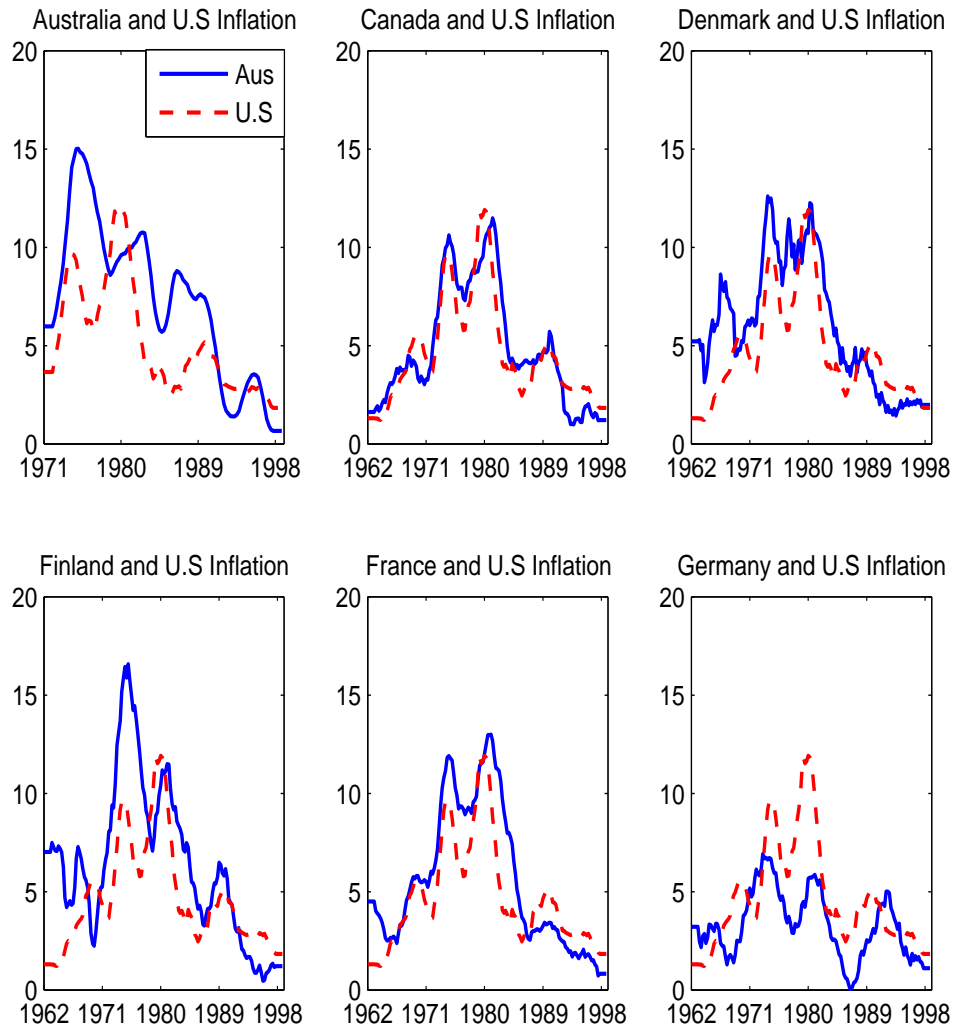 Australia and U.S Inflation
Canada and U.S Inflation
Denmark and U.S Inflation
20
15
10
5
0
Aus
U.S
1971 1980 1989 1998
20
15
10
5
0
1962 1971 1980 1989 1998
20
15
10
5
0
1962 1971 1980 1989 1998
Finland and U.S Inflation
France and U.S Inflation
Germany and U.S Inflation
20
15
10
5
0
1962 1971 1980 1989 1998
20
15
10
5
0
1962 1971 1980 1989 1998
20
15
10
5
0
1962 1971 1980 1989 1998